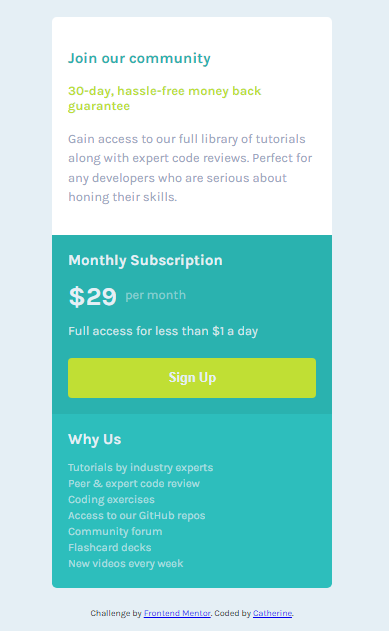 Join our community
30-day, hassle-free money back
guarantee
Gain access to our full library of tutorials
along with expert code reviews. Perfect for
any developers who are serious about
honing their skills.
Monthly Subscription
$29 per month
Full access for less than $1 a day
Sign Up
Why Us
Tutorials by industry experts
Peer & expert code review
Coding exercises
Access to our GitHub repos
Community forum
Flashcard decks
New videos every week
Challenge by Frontend Mentor. Coded by Catherine.